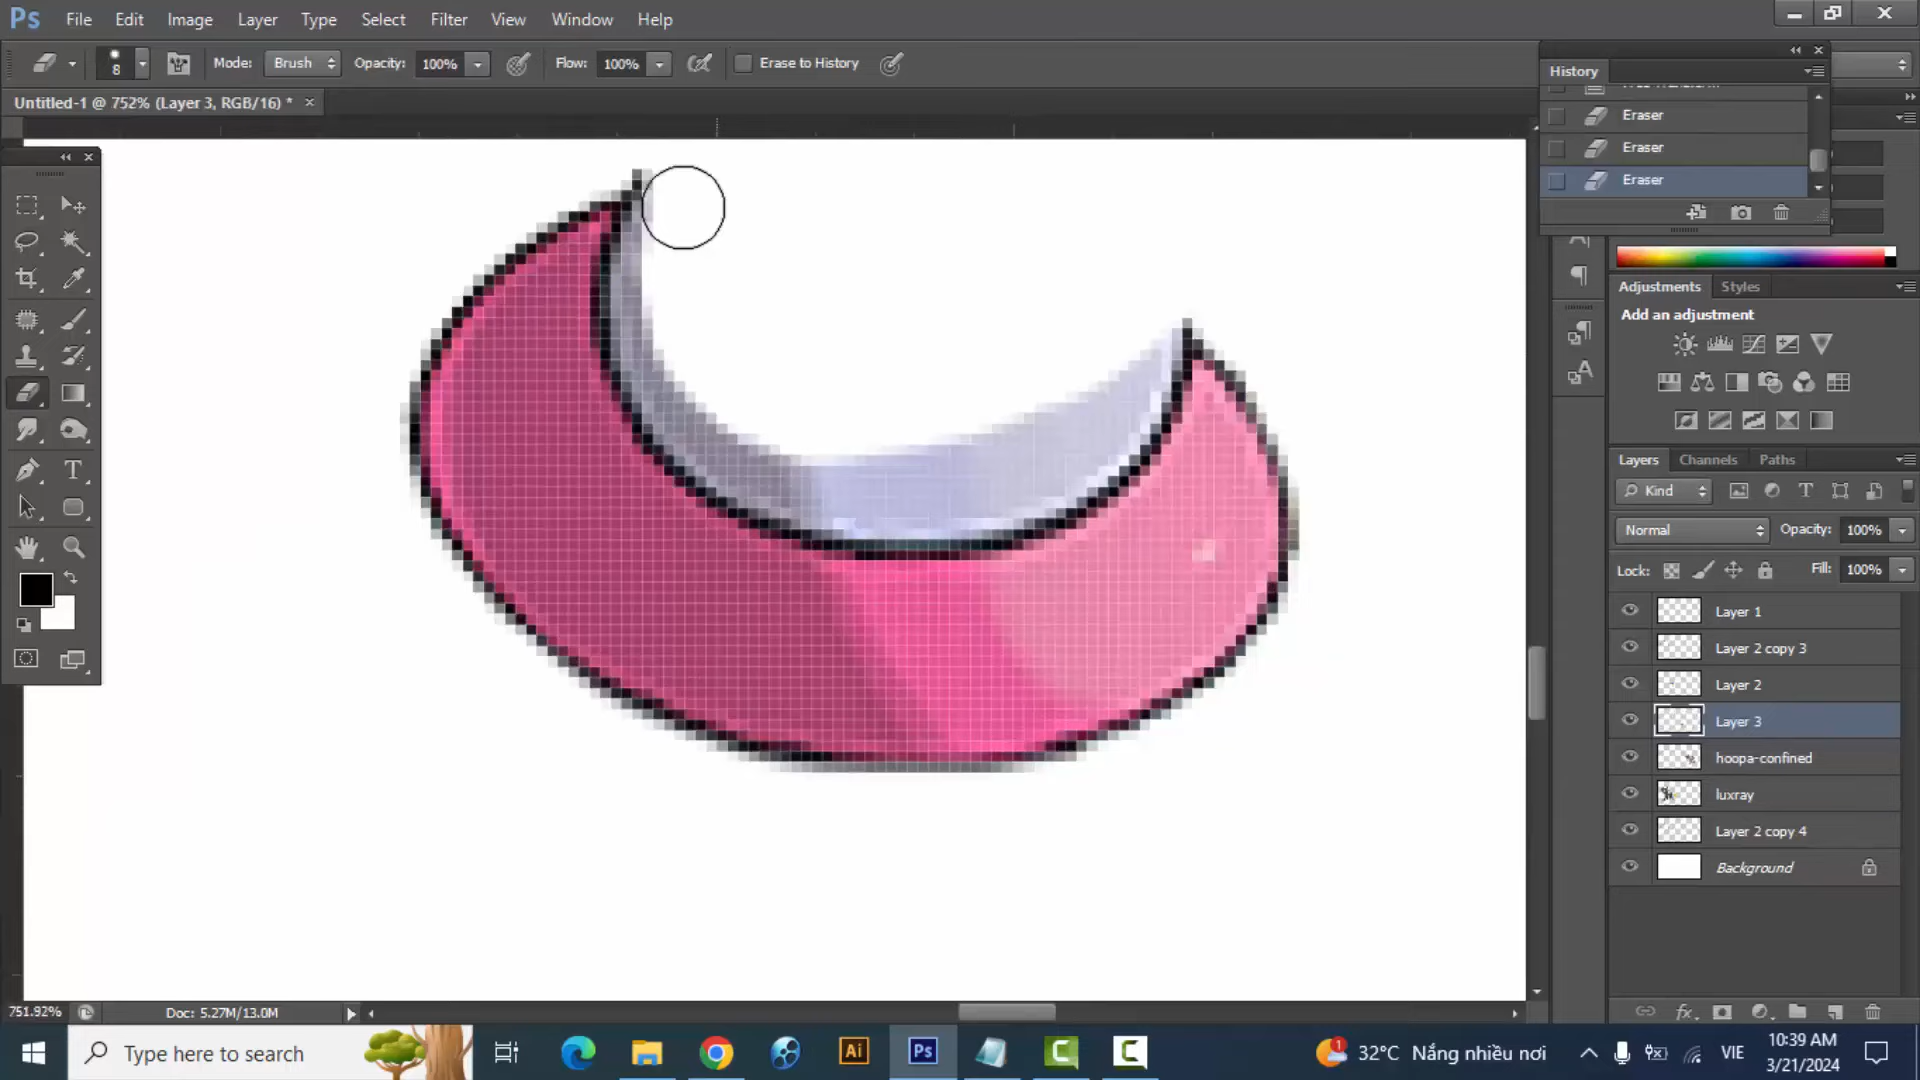 Ps File Edit Image Layer Type Select Filter View Window Help
8 Mode: Brush Opacity: 100% Flow: 100% Erase to History
Untitled-1 @ 752% (Layer 3, RGB/16) * ×
History
Eraser
Eraser
Eraser
Adjustments Styles
Add an adjustment
Layers Channels Paths
Kind
Normal Opacity: 100%
Lock: Fill: 100%
Layer 1
Layer 2 copy 3
Layer 2
Layer 3
hoopa-confined
luxray
Layer 2 copy 4
Background
751.92% Doc: 5.27M/13.0M
Type here to search
Ai Ps
1 32°C Nắng nhiều nơi
VIE
10:39 AM
3/21/2024